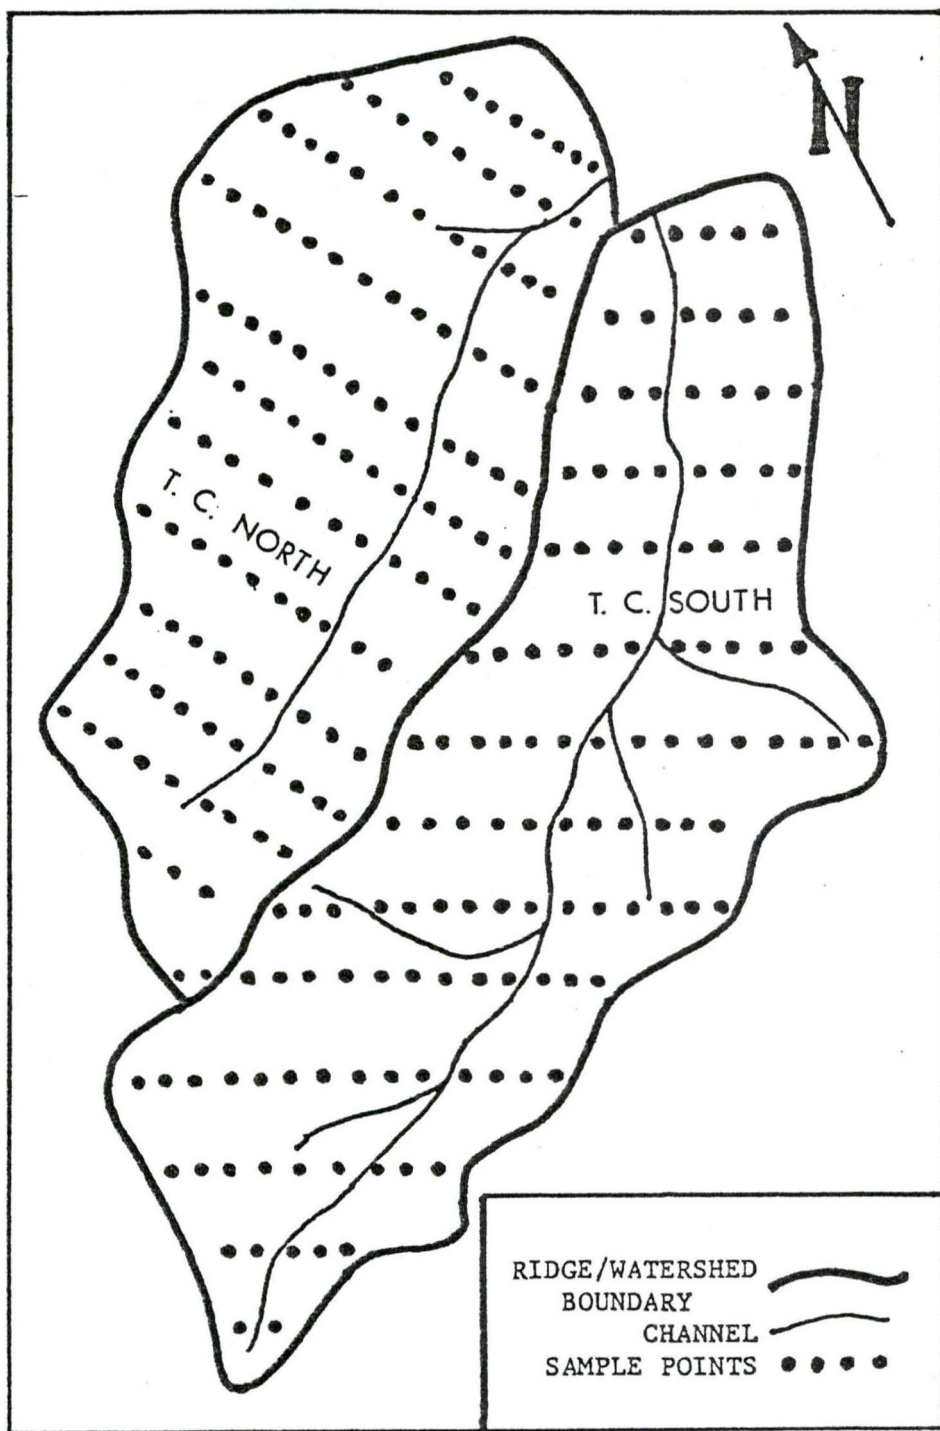 N
T. C. NORTH
T. C. SOUTH
RIDGE/WATERSHED
BOUNDARY
CHANNEL
SAMPLE POINTS